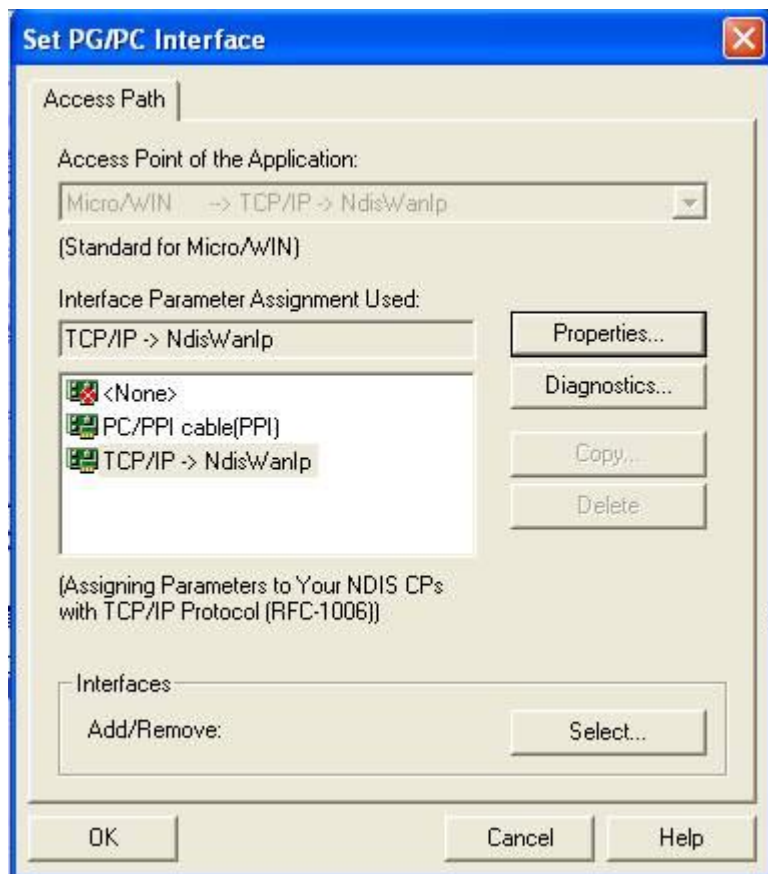 Set PG/PC Interface
Access Path
Access Point of the Application:
Micro/WIN --> TCP/IP -> NdisWanIp
(Standard for Micro/WIN)
Interface Parameter Assignment Used:
TCP/IP -> NdisWanIp
Properties...
<None>
Diagnostics...
PC/PPI cable(PPI)
TCP/IP -> NdisWanIp
Copy...
Delete
(Assigning Parameters to Your NDIS CPs
with TCP/IP Protocol (RFC-1006))
Interfaces
Add/Remove:
Select...
OK
Cancel
Help